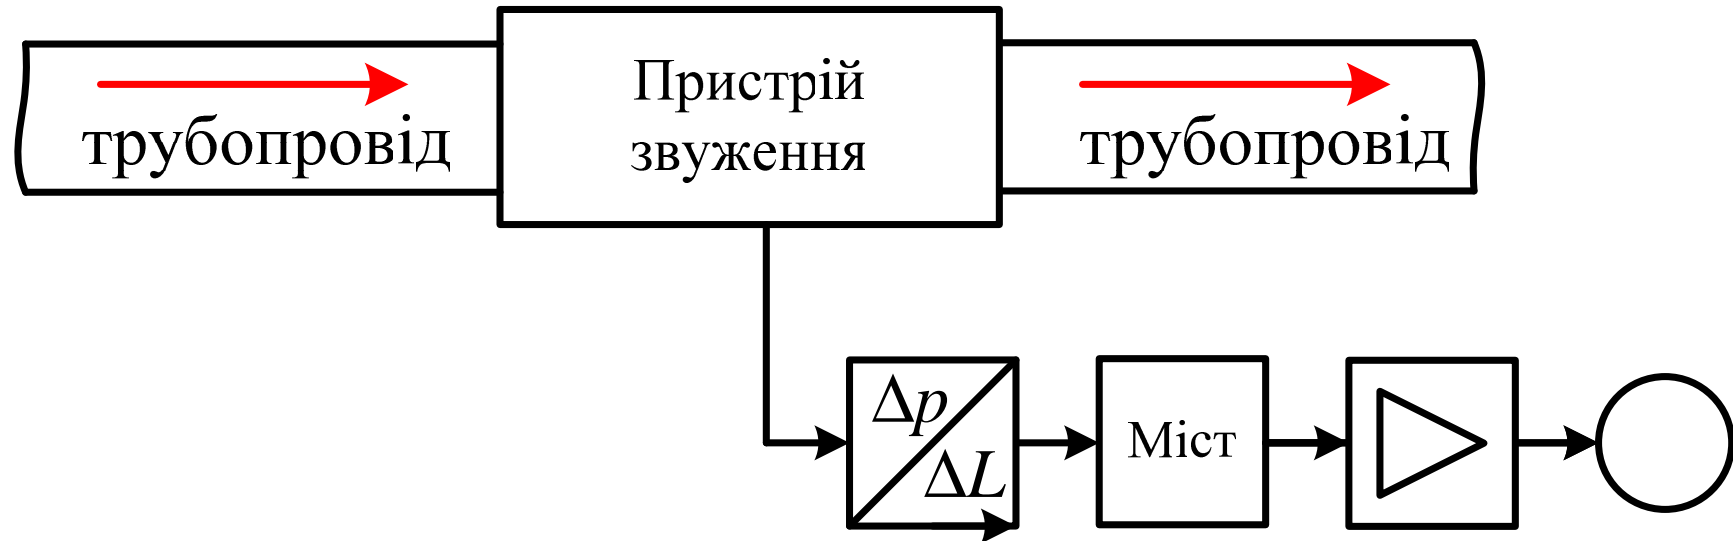 Пристрій
звуження
трубопровід
трубопровід
Δp
ΔL
Міст